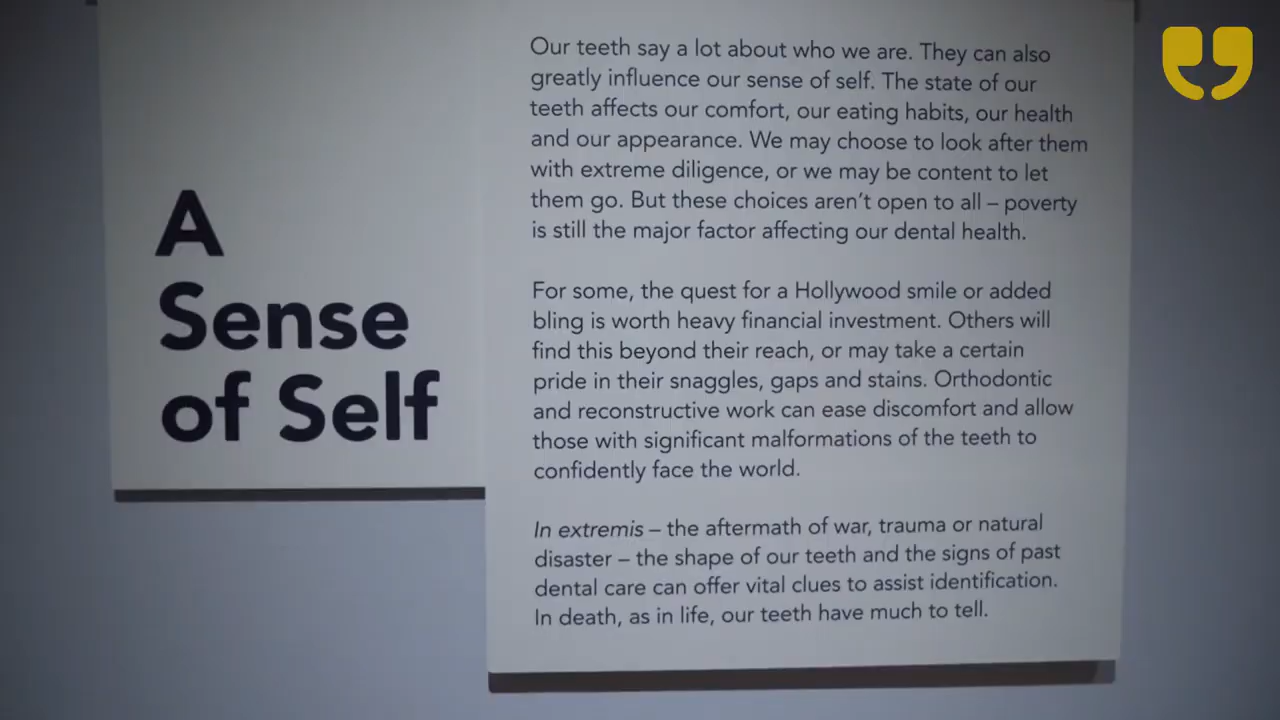 A
Sense
of Self
Our teeth say a lot about who we are. They can also
greatly influence our sense of self. The state of our
teeth affects our comfort, our eating habits, our health
and our appearance. We may choose to look after them
with extreme diligence, or we may be content to let
them go. But these choices aren’t open to all – poverty
is still the major factor affecting our dental health.
For some, the quest for a Hollywood smile or added
bling is worth heavy financial investment. Others will
find this beyond their reach, or may take a certain
pride in their snaggles, gaps and stains. Orthodontic
and reconstructive work can ease discomfort and allow
those with significant malformations of the teeth to
confidently face the world.
In extremis – the aftermath of war, trauma or natural
disaster – the shape of our teeth and the signs of past
dental care can offer vital clues to assist identification.
In death, as in life, our teeth have much to tell.